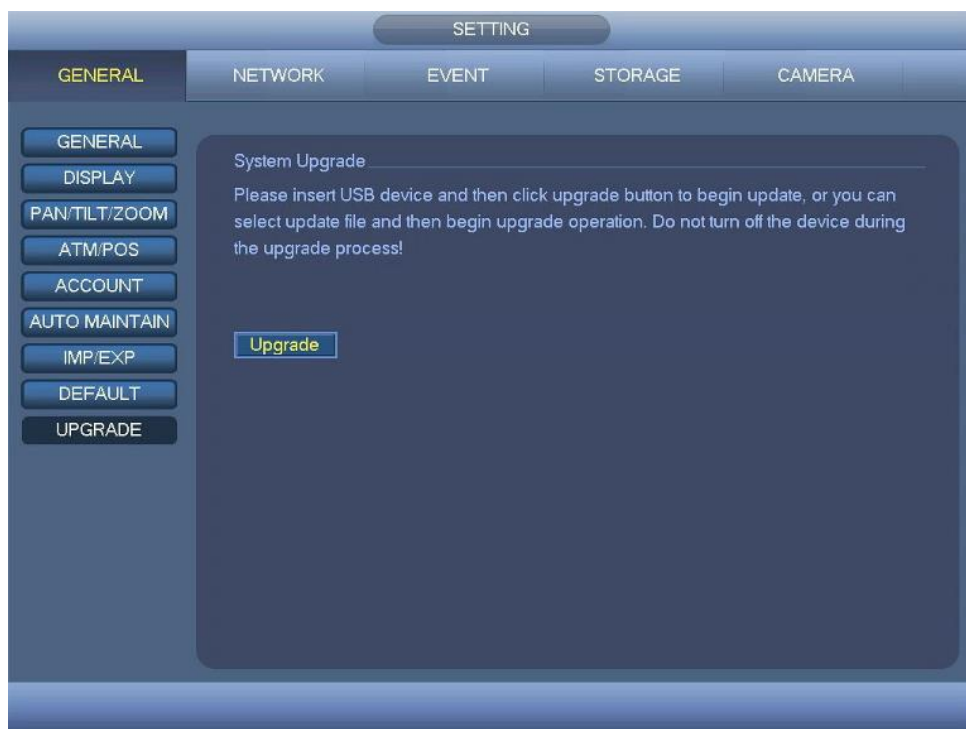 SETTING
GENERAL NETWORK EVENT STORAGE CAMERA
GENERAL
DISPLAY
PAN/TILT/ZOOM
ATM/POS
ACCOUNT
AUTO MAINTAIN
IMP/EXP
DEFAULT
UPGRADE
System Upgrade
Please insert USB device and then click upgrade button to begin update, or you can
select update file and then begin upgrade operation. Do not turn off the device during
the upgrade process!
Upgrade